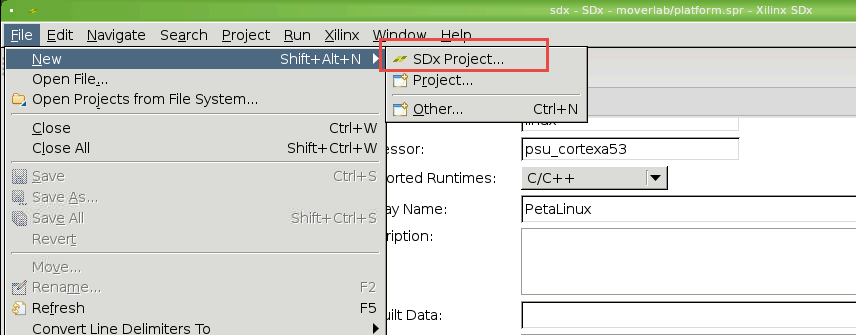 sdx - SDx - moverlab/platform.spr - Xilinx SDx
File Edit Navigate Search Project Run Xilinx Window Help
New Shift+Alt+N
SDx Project...
Open File...
Project...
Open Projects from File System...
Other... Ctrl+N
Close Ctrl+W
linux
Close All Shift+Ctrl+W
essor:
psu_cortexa53
Save Ctrl+S
orted Runtimes:
C/C++
Save As...
Save All Shift+Ctrl+S
ay Name:
PetaLinux
Revert
ription:
Move...
Rename... F2
Refresh F5
uilt Data:
Convert Line Delimiters To